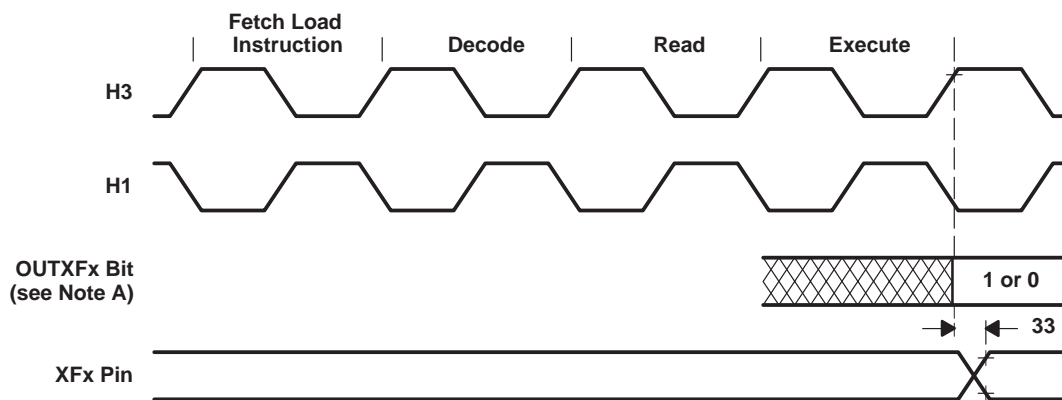 Fetch Load
Instruction
Decode
Read
Execute
H3
H1
OUTXFx Bit
(see Note A)
1 or 0
33
XFx Pin